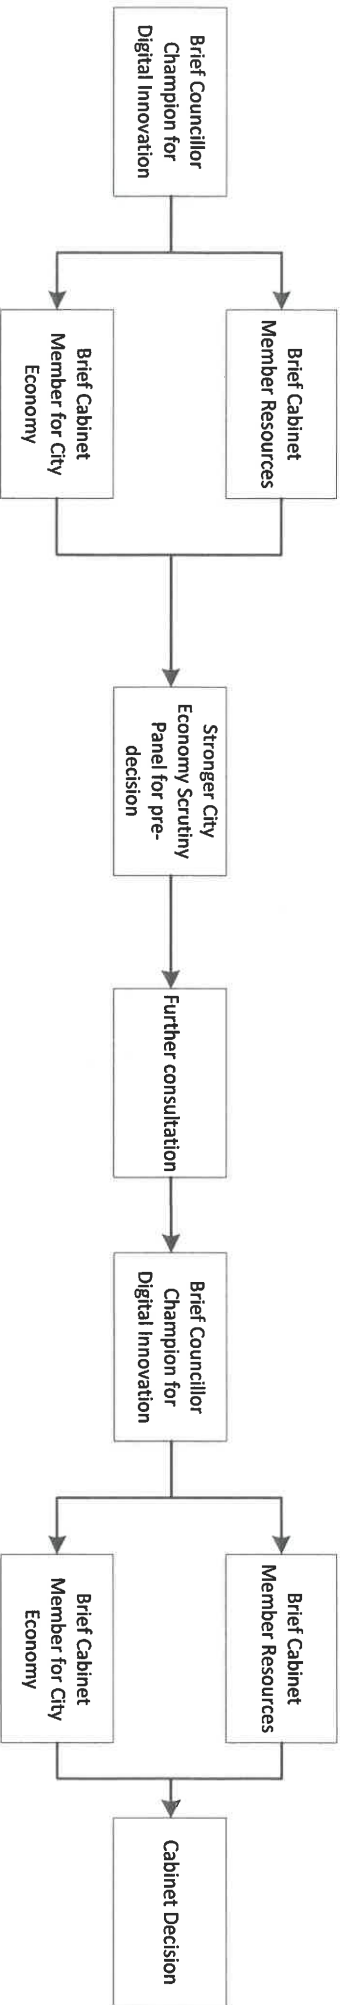 Brief Councillor
Champion for
Digital Innovation
Brief Cabinet
Member Resources
Brief Cabinet
Member for City
Economy
Stronger City
Economy Scrutiny
Panel for pre-
decision
Further consultation
Brief Councillor
Champion for
Digital Innovation
Brief Cabinet
Member Resources
Brief Cabinet
Member for City
Economy
Cabinet Decision